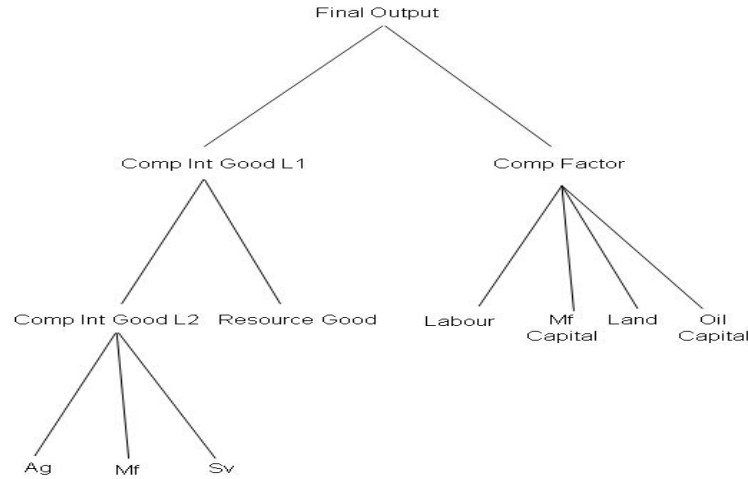 Final Output
Comp Int Good L1
Comp Factor
Comp Int Good L2
Resource Good
Labour
Mf
Capital
Land
Oil
Capital
Ag
Mf
Sv